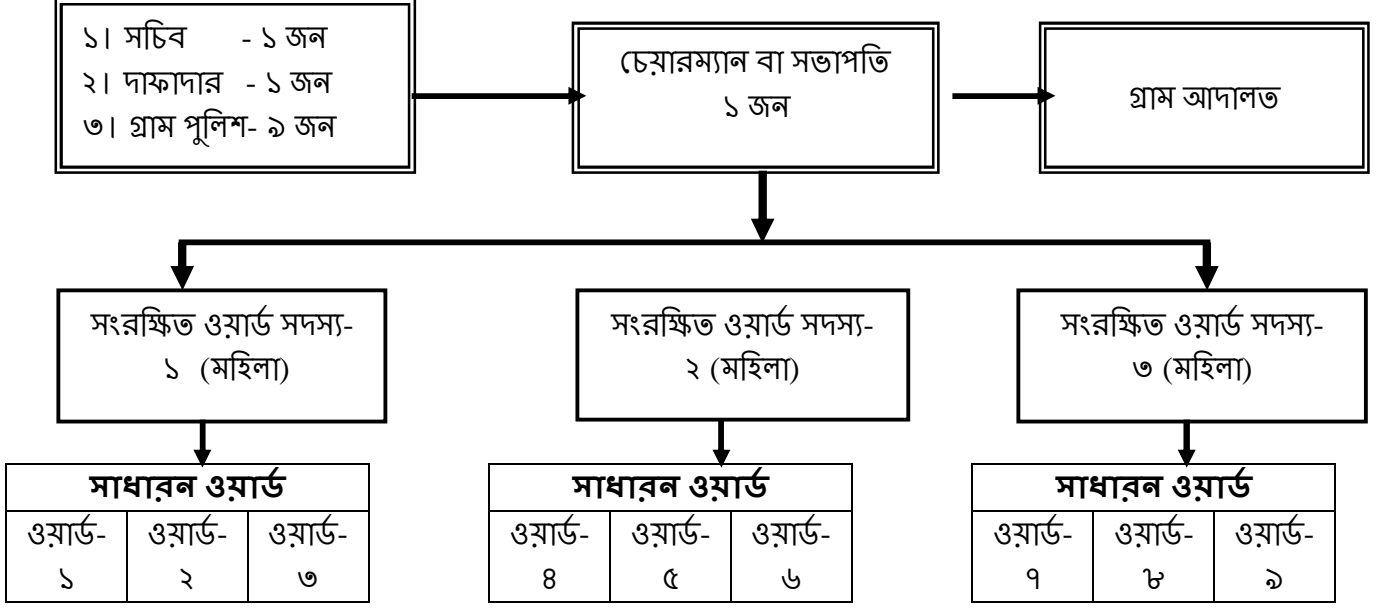 ১। সচিব - ১ জন
২। দাফাদার - ১ জন
৩। গ্রাম পুলিশ- ৯ জন
চেয়ারম্যান বা সভাপতি
১ জন
গ্রাম আদালত
সংরক্ষিত ওয়ার্ড সদস্য-
১ (মহিলা)
সংরক্ষিত ওয়ার্ড সদস্য-
২ (মহিলা)
সংরক্ষিত ওয়ার্ড সদস্য-
৩ (মহিলা)
সাধারন ওয়ার্ড
ওয়ার্ড-
১
ওয়ার্ড-
২
ওয়ার্ড-
৩
সাধারন ওয়ার্ড
ওয়ার্ড-
৪
ওয়ার্ড-
৫
ওয়ার্ড-
৬
সাধারন ওয়ার্ড
ওয়ার্ড-
৭
ওয়ার্ড-
৮
ওয়ার্ড-
৯